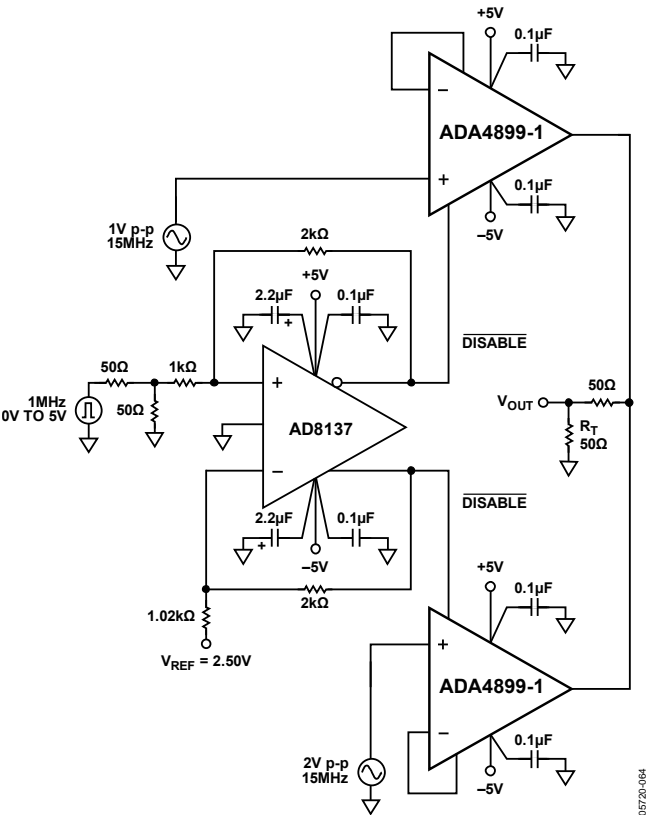 +5V
0.1µF
−
ADA4899-1
+
0.1µF
–5V
1V p-p
15MHz
2kΩ
+5V
2.2µF
0.1µF
+
DISABLE
50Ω
1kΩ
1MHz
0V TO 5V
50Ω
+
AD8137
−
VOUT
50Ω
RT
50Ω
DISABLE
2.2µF
0.1µF
+
–5V
2kΩ
1.02kΩ
VREF = 2.50V
+5V
0.1µF
+
ADA4899-1
−
0.1µF
–5V
2V p-p
15MHz
05720-064